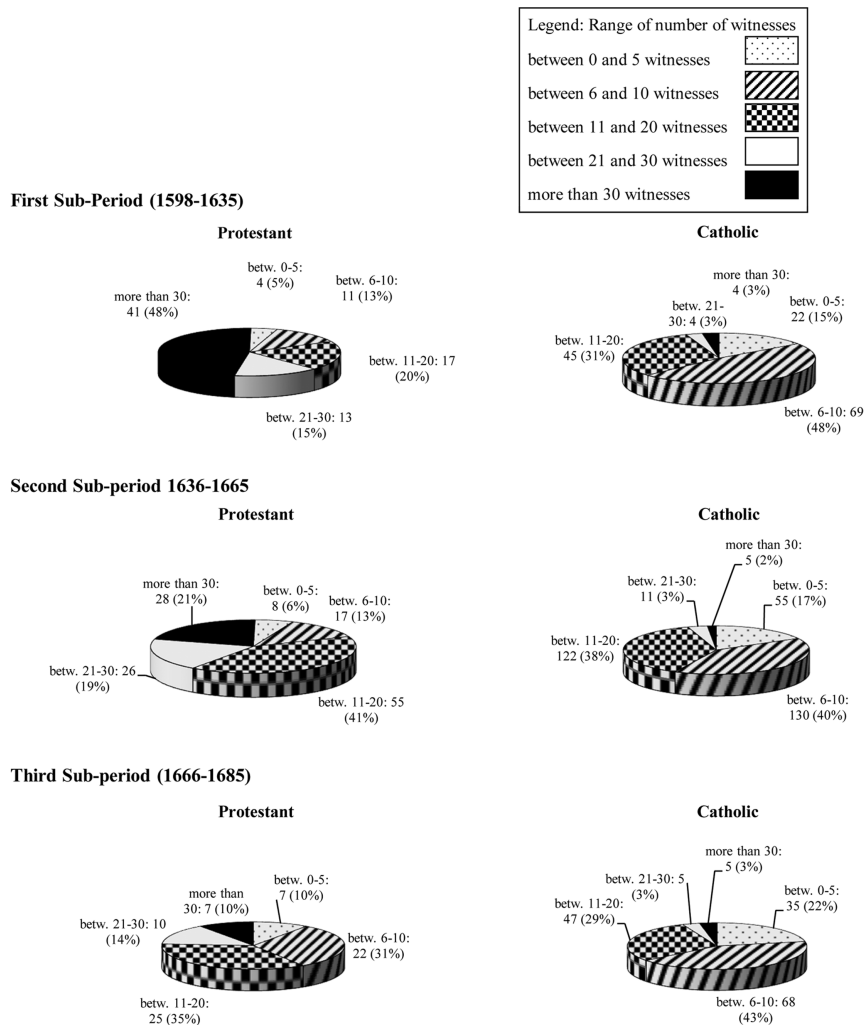 Legend: Range of number of witnesses
between 0 and 5 witnesses
between 6 and 10 witnesses
between 11 and 20 witnesses
between 21 and 30 witnesses
more than 30 witnesses
First Sub-Period (1598-1635)
Protestant
betw. 0-5:
4 (5%)
betw. 6-10:
11 (13%)
more than 30:
41 (48%)
betw. 11-20: 17
(20%)
betw. 21-30: 13
(15%)
Catholic
more than 30:
4 (3%)
betw. 21-
30: 4 (3%)
betw. 0-5:
22 (15%)
betw. 11-20:
45 (31%)
betw. 6-10: 69
(48%)
Second Sub-period 1636-1665
Protestant
more than 30:
28 (21%)
betw. 0-5:
8 (6%)
betw. 6-10:
17 (13%)
betw. 21-30: 26
(19%)
betw. 11-20: 55
(41%)
Catholic
more than 30:
5 (2%)
betw. 21-30:
11 (3%)
betw. 0-5:
55 (17%)
betw. 11-20:
122 (38%)
betw. 6-10:
130 (40%)
Third Sub-period (1666-1685)
Protestant
betw. 0-5:
7 (10%)
more than
30: 7 (10%)
betw. 21-30: 10
(14%)
betw. 6-10:
22 (31%)
betw. 11-20:
25 (35%)
Catholic
more than 30:
5 (3%)
betw. 21-30: 5
(3%)
betw. 0-5:
35 (22%)
betw. 11-20:
47 (29%)
betw. 6-10: 68
(43%)